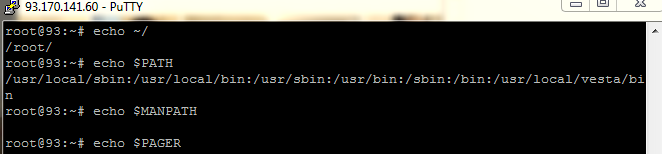 93.170.141.60 - PuTTY
root@93:~# echo ~/
/root/
root@93:~# echo $PATH
/usr/local/sbin:/usr/local/bin:/usr/sbin:/usr/bin:/sbin:/bin:/usr/local/vesta/bi
n
root@93:~# echo $MANPATH
root@93:~# echo $PAGER